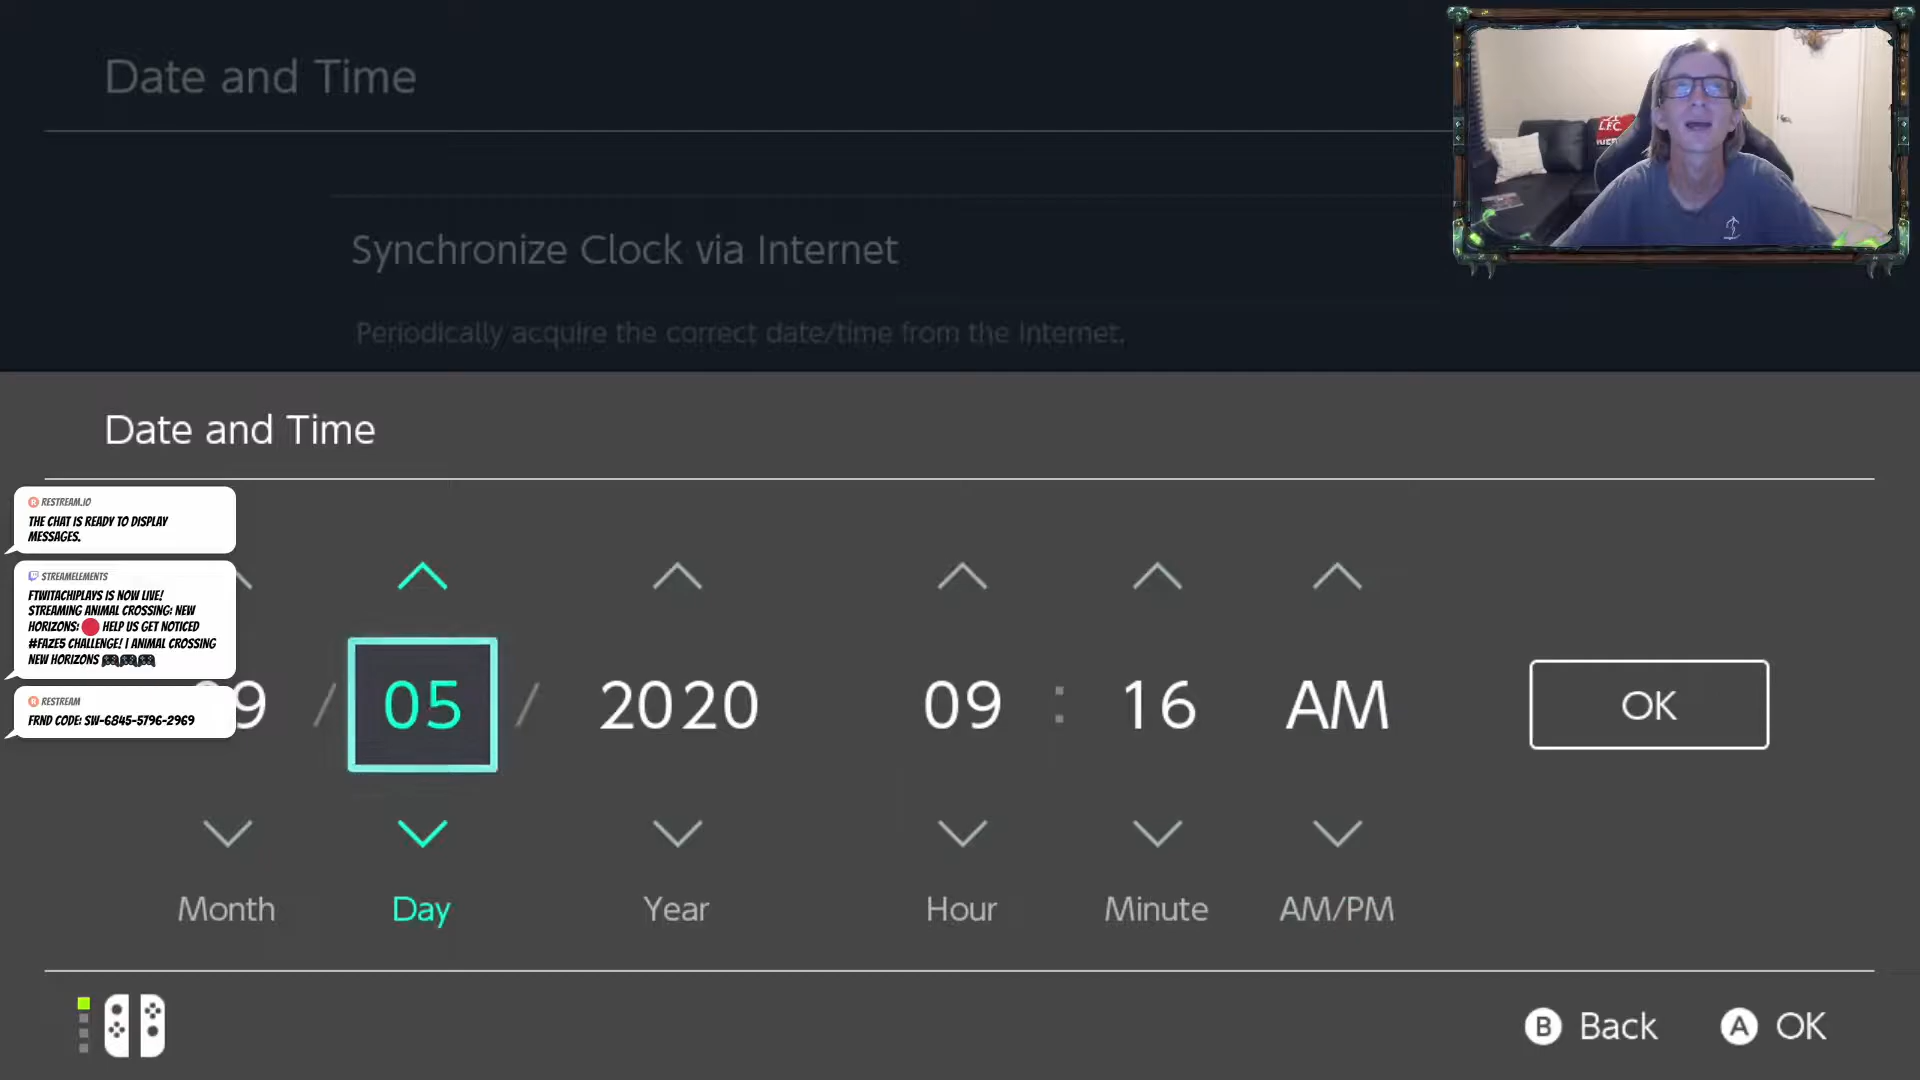 Date and Time
Synchronize Clock via Internet
Periodically acquire the correct date/time from the Internet.
L.F.C.
Date and Time
RESTREAM.IO
THE CHAT IS READY TO DISPLAY
MESSAGES.
STREAMELEMENTS
FTWITACHIPLAYS IS NOW LIVE!
STREAMING ANIMAL CROSSING: NEW
HORIZONS: 🔴 HELP US GET NOTICED
#FAZE5 CHALLENGE! | ANIMAL CROSSING
NEW HORIZONS 🎮🎮🎮
RESTREAM
FRND CODE: SW-6845-5796-2969
9 / 05 / 2020 09 : 16 AM OK
Month Day Year Hour Minute AM/PM
B Back A OK